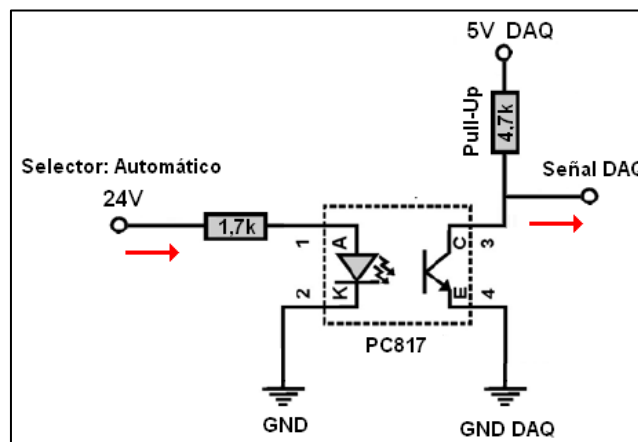 5V DAQ
Pull-Up
4.7k
Selector: Automático
24V
Señal DAQ
1,7k
1
A
C
3
2
K
E
4
PC817
GND
GND DAQ